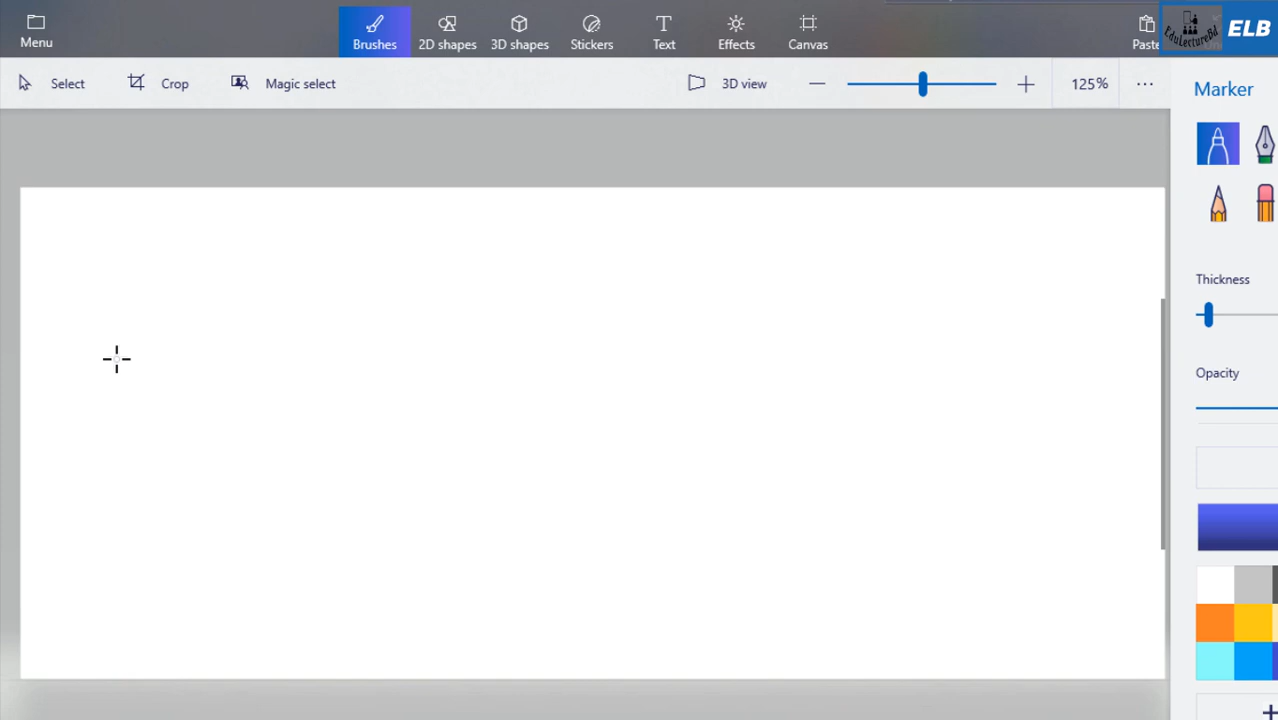 Menu
Brushes
2D shapes
3D shapes
Stickers
Text
Effects
Canvas
Paste
EduLectureBd
ELB
Select
Crop
Magic select
3D view
125%
Marker
Thickness
Opacity